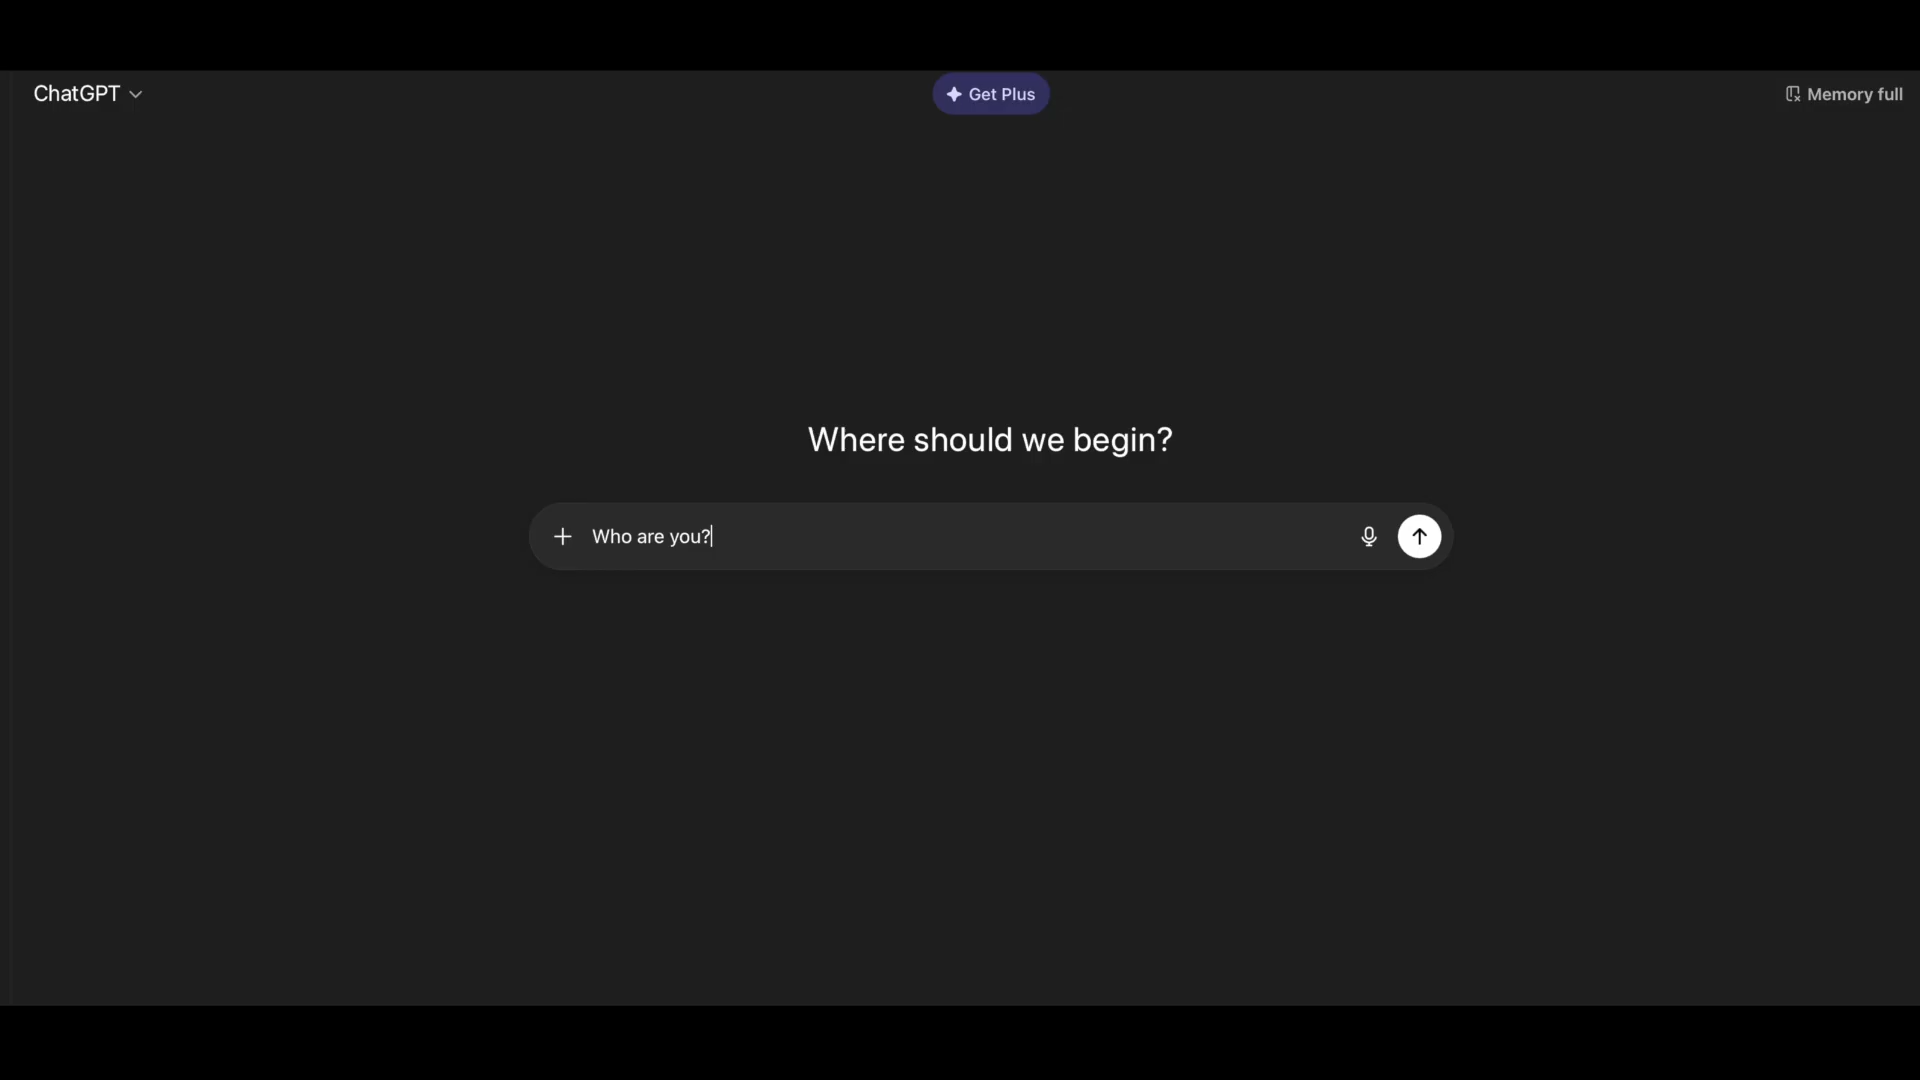 ChatGPT
Get Plus
Memory full
Where should we begin?
Who are you?